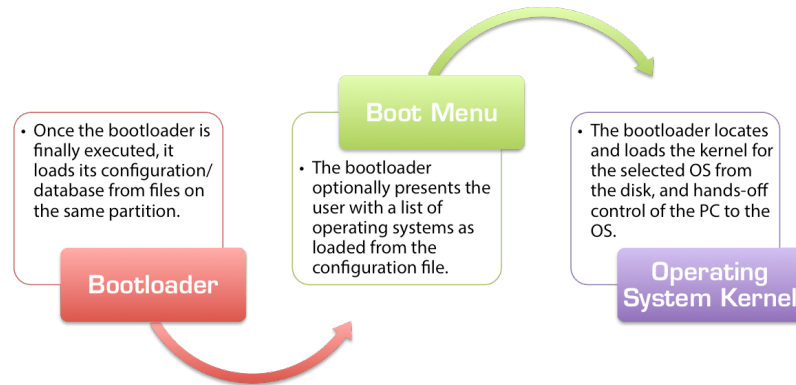 • Once the bootloader is
finally executed, it
loads its configuration/
database from files on
the same partition.
Bootloader
Boot Menu
• The bootloader
optionally presents the
user with a list of
operating systems as
loaded from the
configuration file.
• The bootloader locates
and loads the kernel for
the selected OS from
the disk, and hands-off
control of the PC to the
OS.
Operating
System Kernel